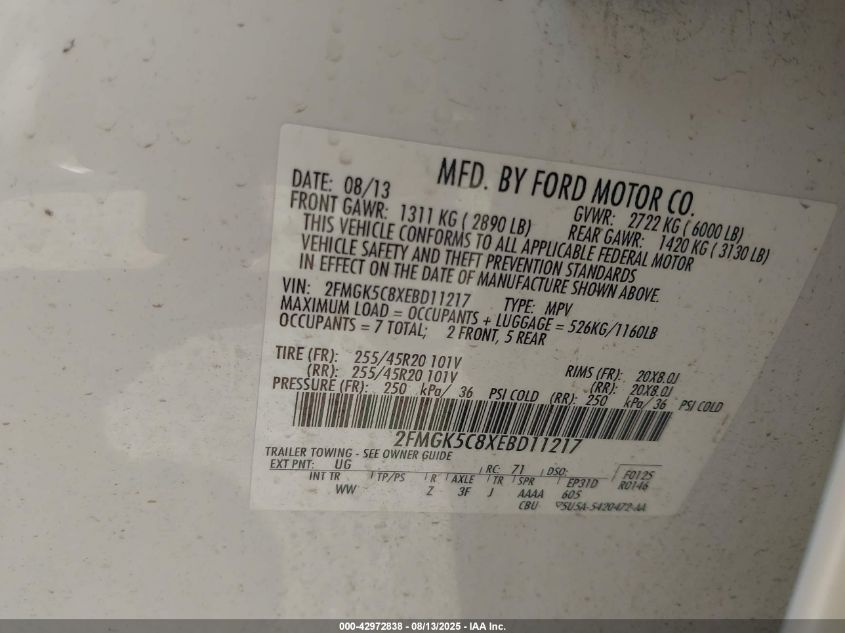 MFD. BY FORD MOTOR CO.
DATE: 08/13 GVWR: 2722 KG ( 6000 LB)
FRONT GAWR: 1311 KG ( 2890 LB) REAR GAWR: 1420 KG ( 3130 LB)
THIS VEHICLE CONFORMS TO ALL APPLICABLE FEDERAL MOTOR
VEHICLE SAFETY AND THEFT PREVENTION STANDARDS
IN EFFECT ON THE DATE OF MANUFACTURE SHOWN ABOVE.
VIN: 2FMGK5C8XEBD11217 TYPE: MPV
MAXIMUM LOAD = OCCUPANTS + LUGGAGE = 526KG/1160LB
OCCUPANTS = 7 TOTAL; 2 FRONT, 5 REAR
TIRE (FR): 255/45R20 101V RIMS (FR): 20X8.0J
(RR): 255/45R20 101V (RR): 20X8.0J
PRESSURE (FR): 250 kPa/ 36 PSI COLD (RR): 250 kPa/ 36 PSI COLD
2FMGK5C8XEBD11217
TRAILER TOWING - SEE OWNER GUIDE
EXT PNT: UG RC: 71 DSO: F0125
INT TR TP/PS R AXLE TR SPR EP31D R0146
WW Z 3F J AAAA 605
CBU
000-42972838 - 08/13/2025 - IAA Inc.